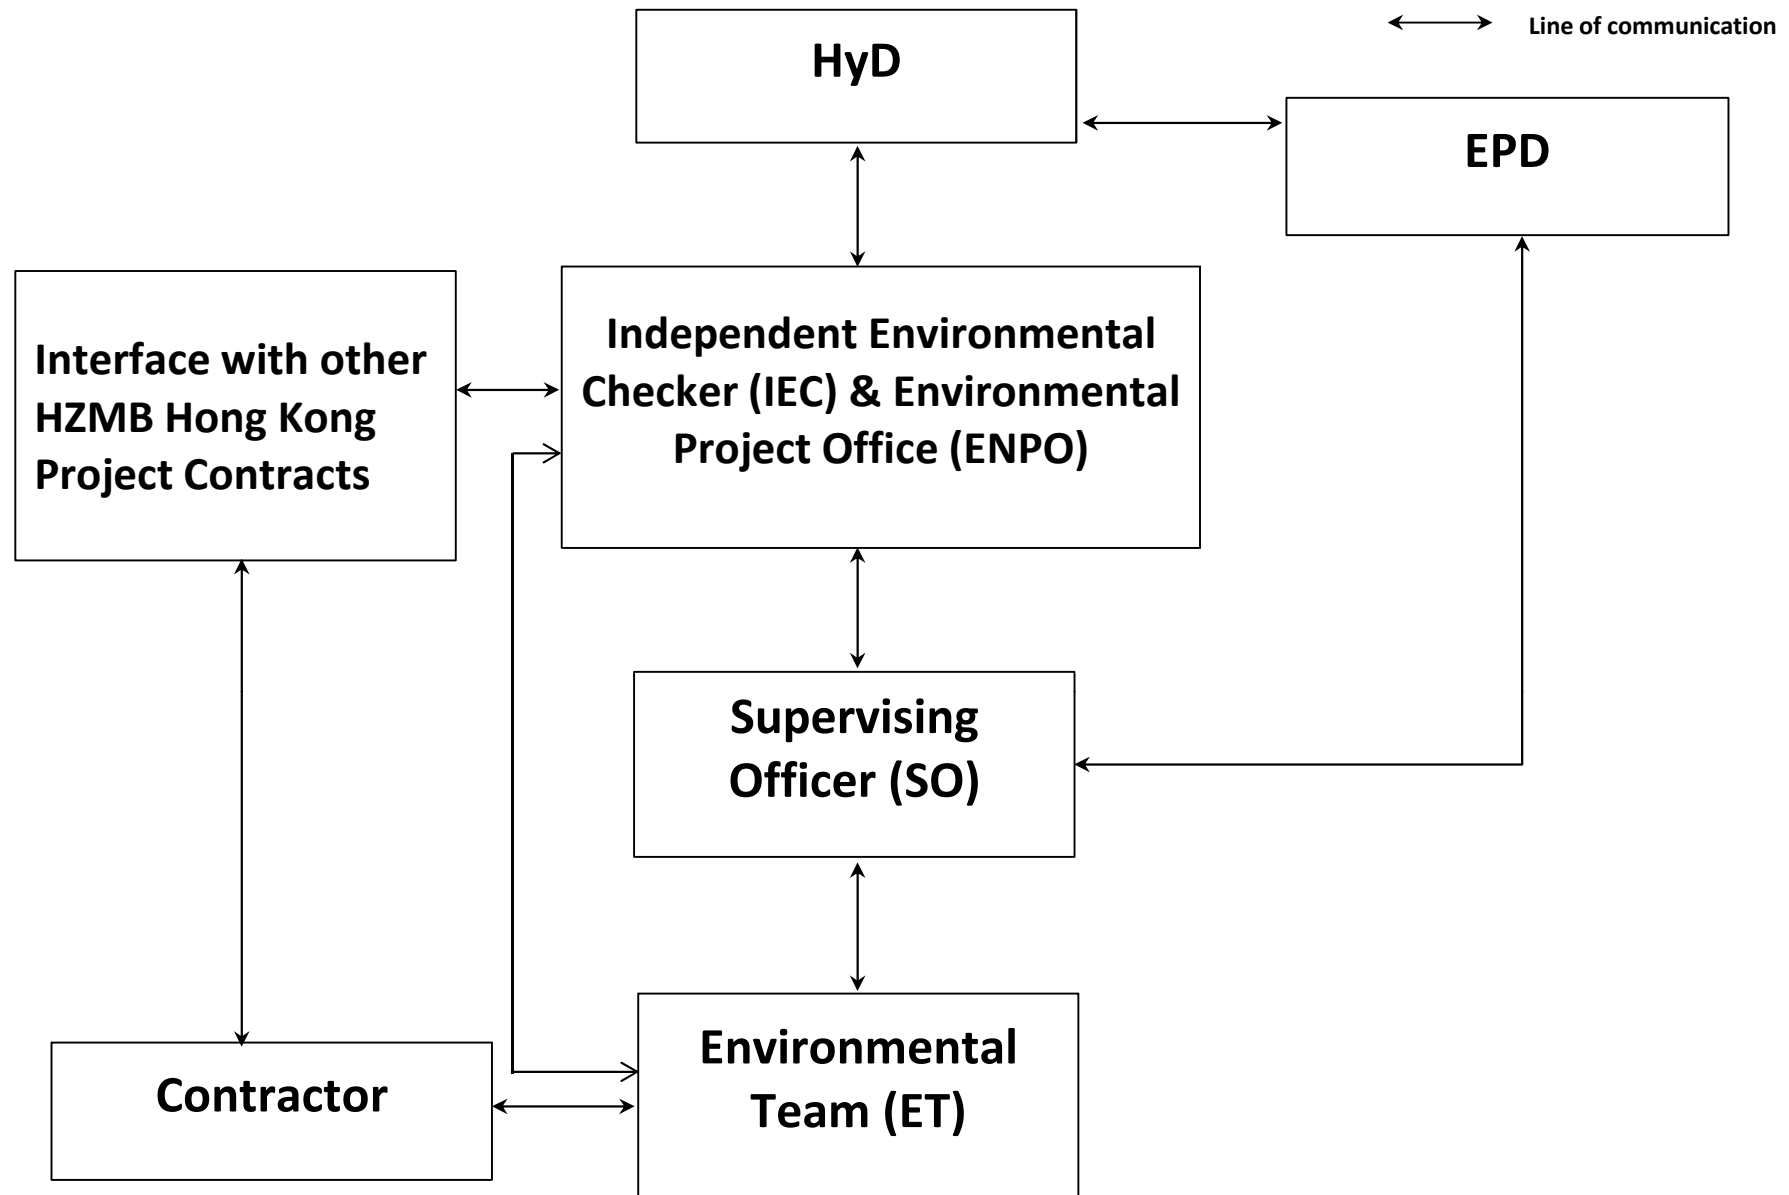 HyD
Line of communication
EPD
Interface with other
HZMB Hong Kong
Project Contracts
Independent Environmental
Checker (IEC) & Environmental
Project Office (ENPO)
Supervising
Officer (SO)
Contractor
Environmental
Team (ET)